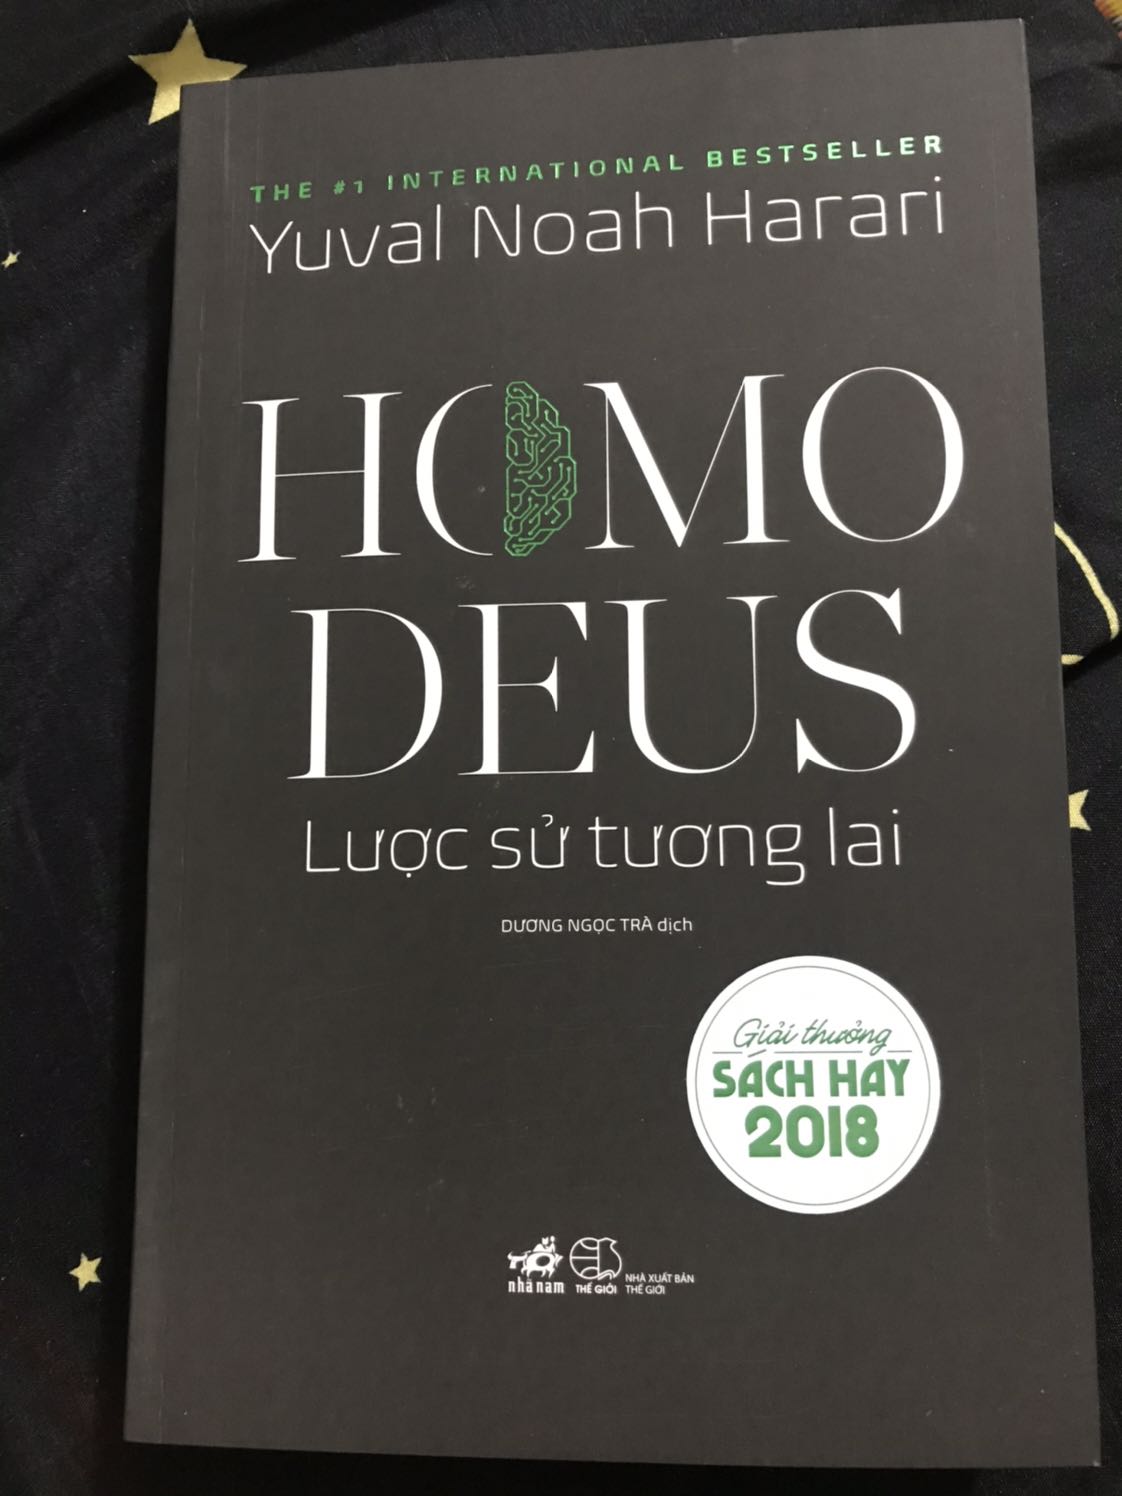 THE #1 INTERNATIONAL BESTSELLER
Yuval Noah Harari
HOMO
DEUS
Lược sử tương lai
DƯƠNG NGỌC TRÀ dịch
Giải thưởng
SÁCH HAY
2018
nhã nam
THẾ GIỚI
NHÀ XUẤT BẢN
THẾ GIỚI